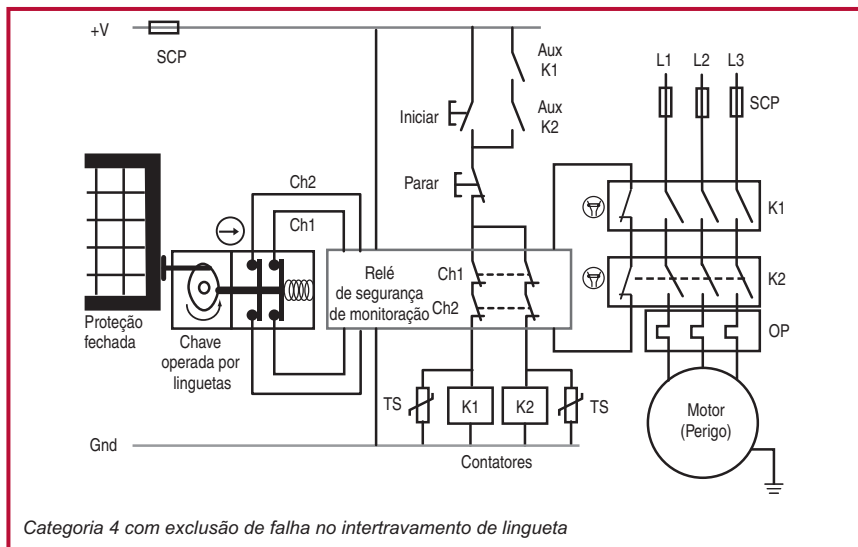 +V
SCP
Aux
K1
Aux
K2
Iniciar
Parar
L1 L2 L3
SCP
K1
K2
OP
Ch2
Ch1
Relé
de segurança
de monitoração
Ch1
Ch2
Proteção
fechada
Chave
operada por
linguetas
TS
K1
K2
TS
Motor
(Perigo)
Gnd
Contatores
Categoria 4 com exclusão de falha no intertravamento de lingueta